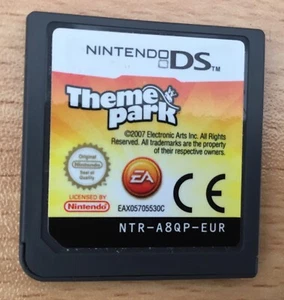 NINTENDO DS™
Theme Park
©2007 Electronic Arts Inc. All Rights
Reserved. All trademarks are the property
of their respective owners.
Original
Nintendo
Seal of Quality
LICENSED BY
Nintendo
EA
EAX05705530C
CE
NTR-A8QP-EUR